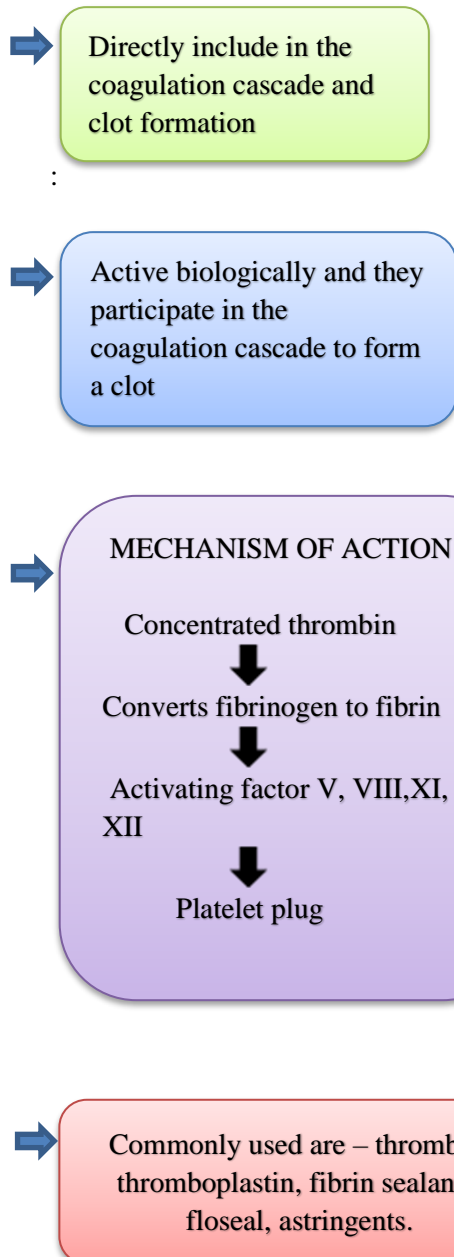 Directly include in the
coagulation cascade and
clot formation
:
Active biologically and they
participate in the
coagulation cascade to form
a clot
MECHANISM OF ACTION
Concentrated thrombin
Converts fibrinogen to fibrin
Activating factor V, VIII,XI,
XII
Platelet plug
Commonly used are –
thromboplastin, fibrin
floseal, astringents.